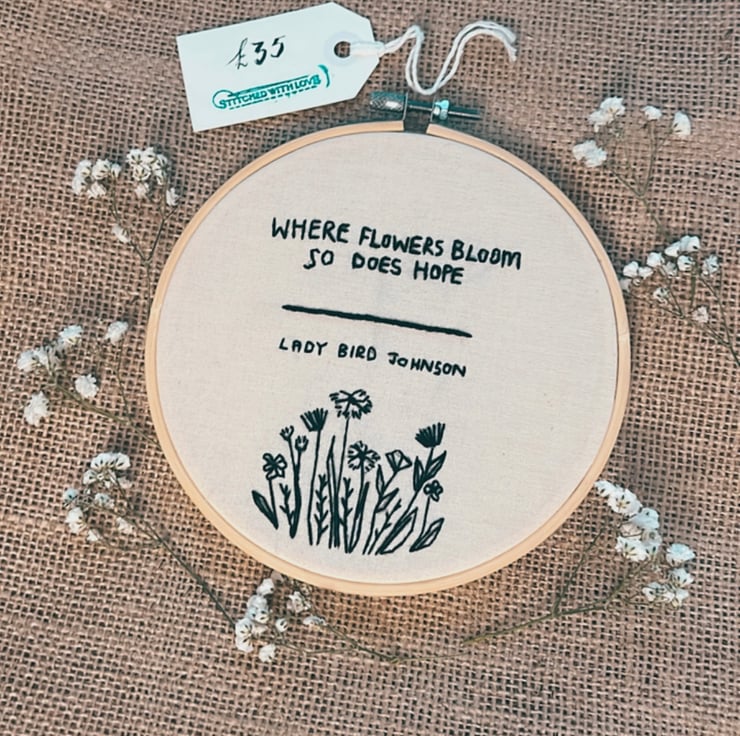 £35
STITCHED WITH LOVE
WHERE FLOWERS BLOOM
SO DOES HOPE
LADY BIRD JOHNSON